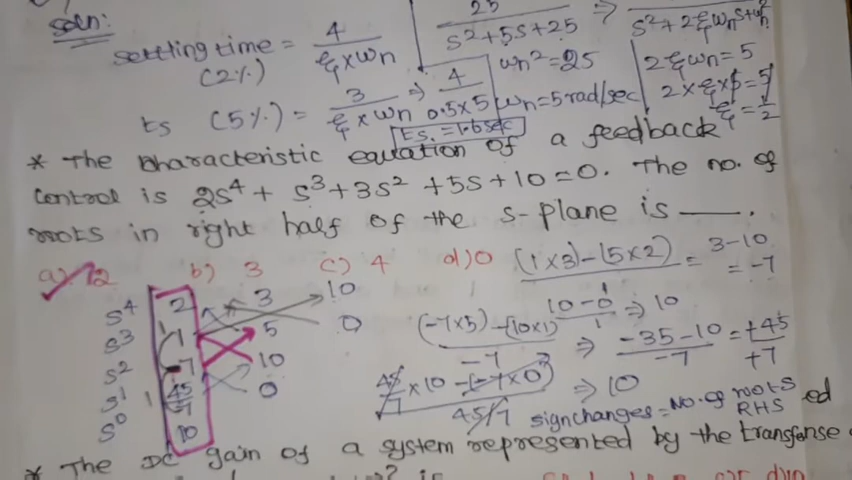 soln:
settling time = 4 / ξ×ωn
(2%)
25 / s²+5s+25 ⇒ s²+2ξωns+ωn²
ωn² = 25
ts (5%) = 3 / ξ×ωn ⇒ 4 / 0.5×5
ωn = 5 rad/sec
ts = 1.6 sec
2ξωn = 5
2×ξ×5 = 5
ξ = 1/2
* The characteristic equation of a feedback
control is 2s⁴ + s³ + 3s² + 5s + 10 = 0. The no. of
roots in right half of the s-plane is ___.
a) 2 b) 3 c) 4 d) 0
s⁴ 2 3 10
s³ 1 5 0
s² -7 10
s¹ 45/7 0
s⁰ 10
(1×3)-(5×2) / 1 = 3-10 = -7
10-0 / 1 ⇒ 10
(-7×5)-(10×1) / -7 ⇒ -35-10 / -7 = +45 / +7
45/7 ×10 - (-7×0) / 45/7 ⇒ 10
sign changes = No. of roots
RHS
* The DC gain of a system represented by the transfense